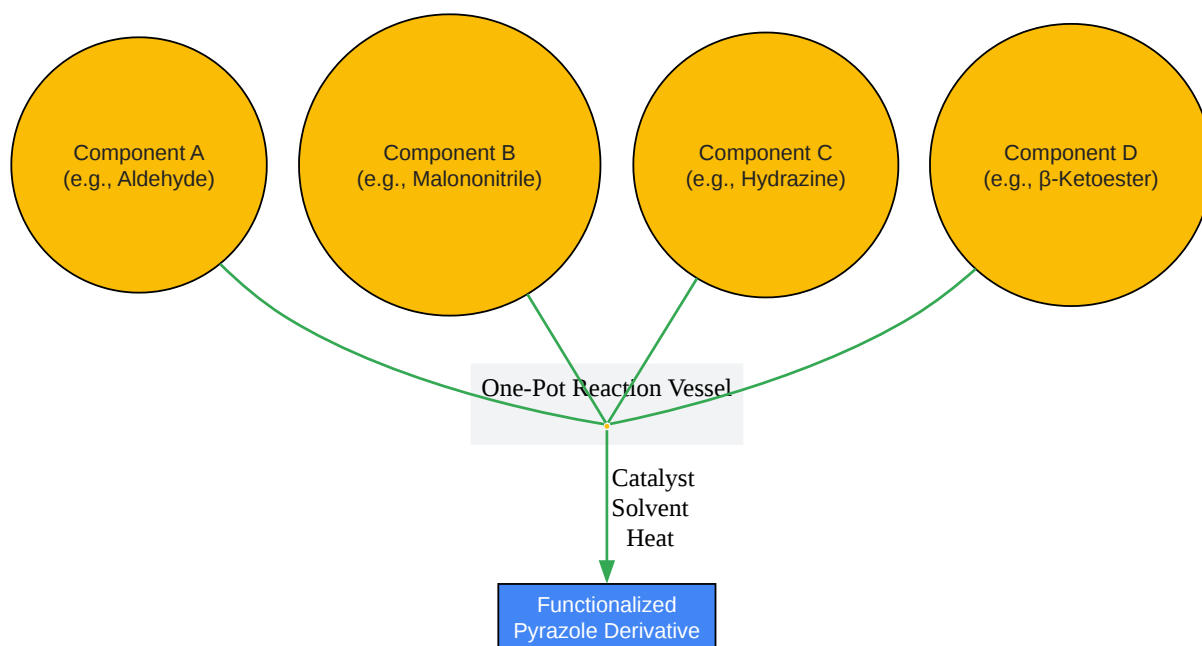 Component A
(e.g., Aldehyde)
Component B
(e.g., Malononitrile)
Component C
(e.g., Hydrazine)
Component D
(e.g., β-Ketoester)
One-Pot Reaction Vessel
Catalyst
Solvent
Heat
Functionalized
Pyrazole Derivative